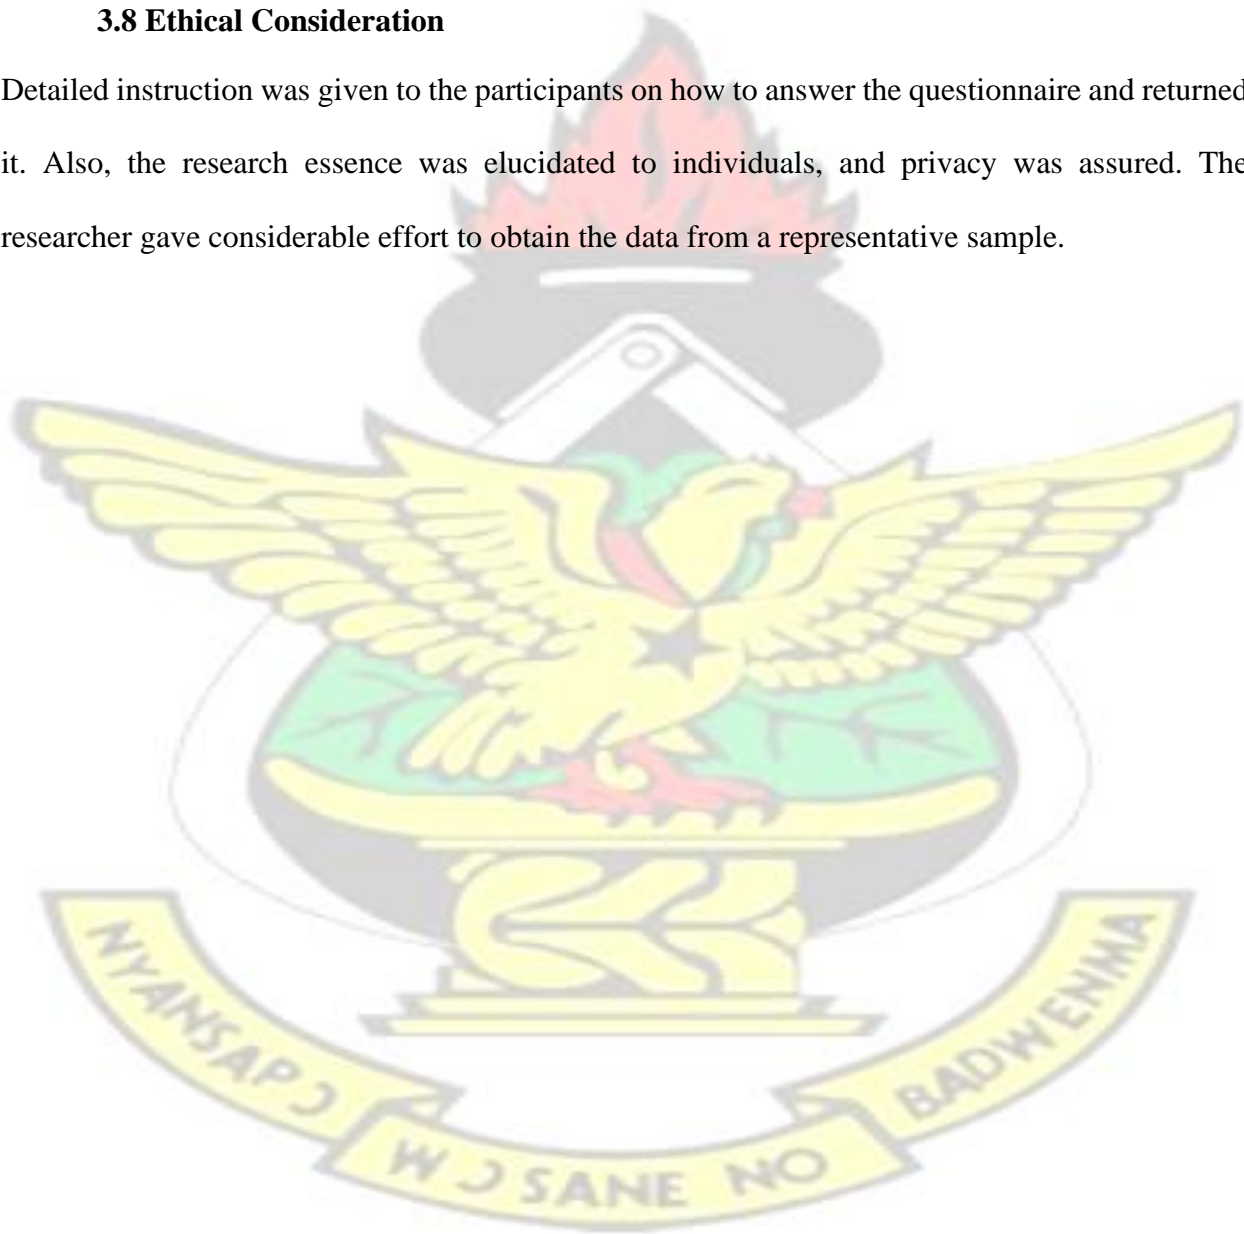 3.8 Ethical Consideration
Detailed instruction was given to the participants on how to answer the questionnaire and returned
it. Also, the research essence was elucidated to individuals, and privacy was assured. The
researcher gave considerable effort to obtain the data from a representative sample.
NYANSAPƆ
WƆSANE NO
BADWENMA